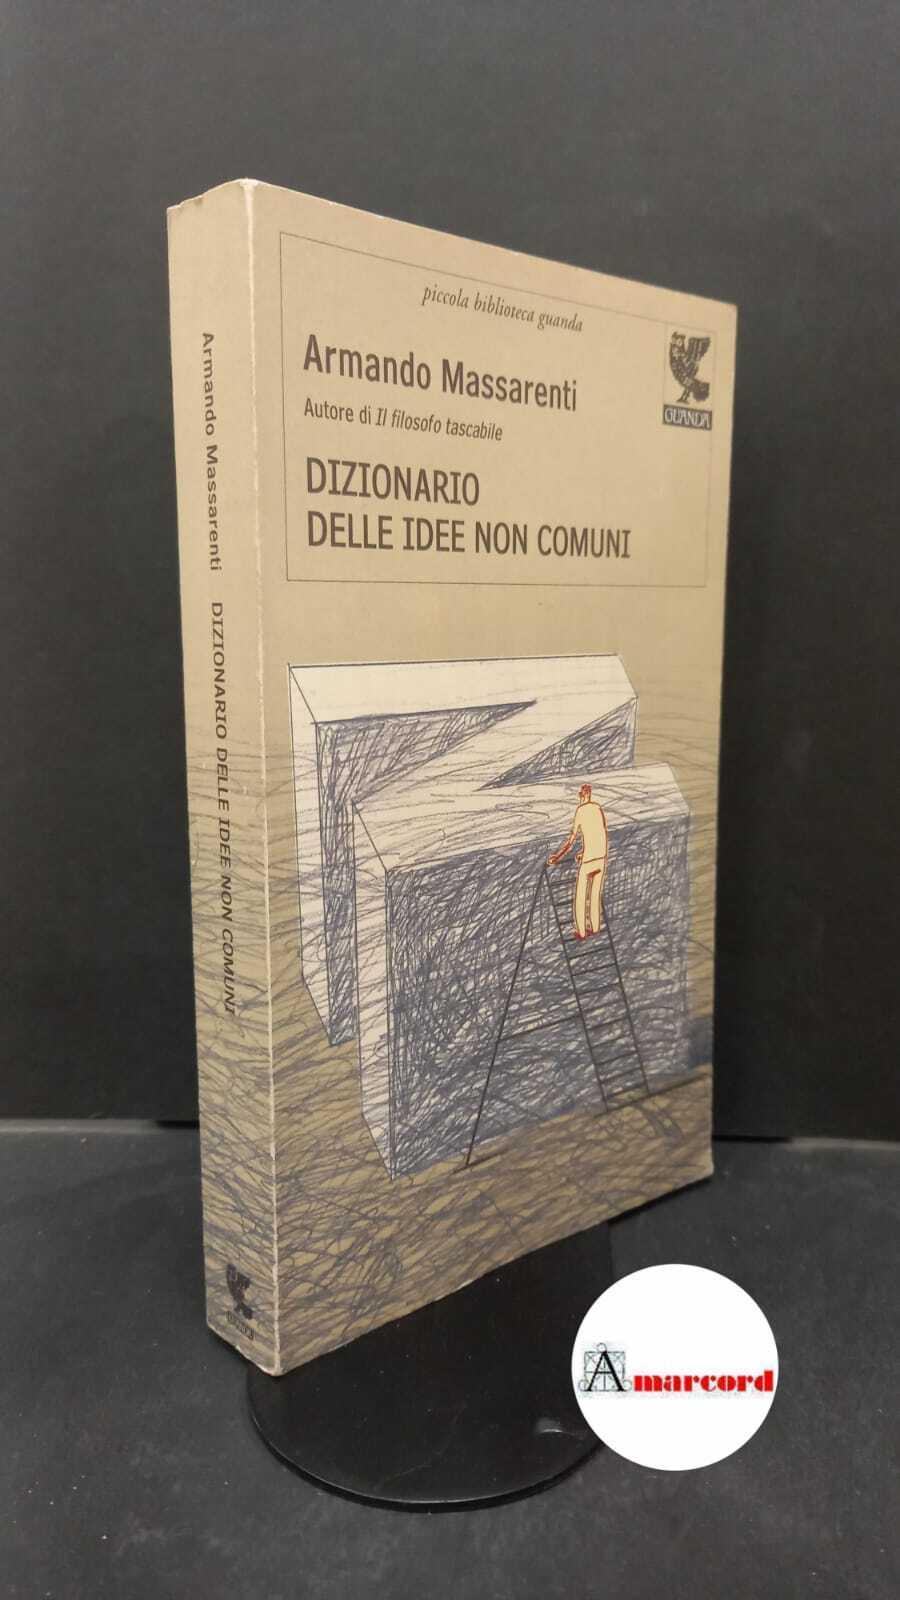 piccola biblioteca guanda
Armando Massarenti
Autore di Il filosofo tascabile
GUANDA
DIZIONARIO
DELLE IDEE NON COMUNI
Armando Massarenti DIZIONARIO DELLE IDEE NON COMUNI
Amarcord